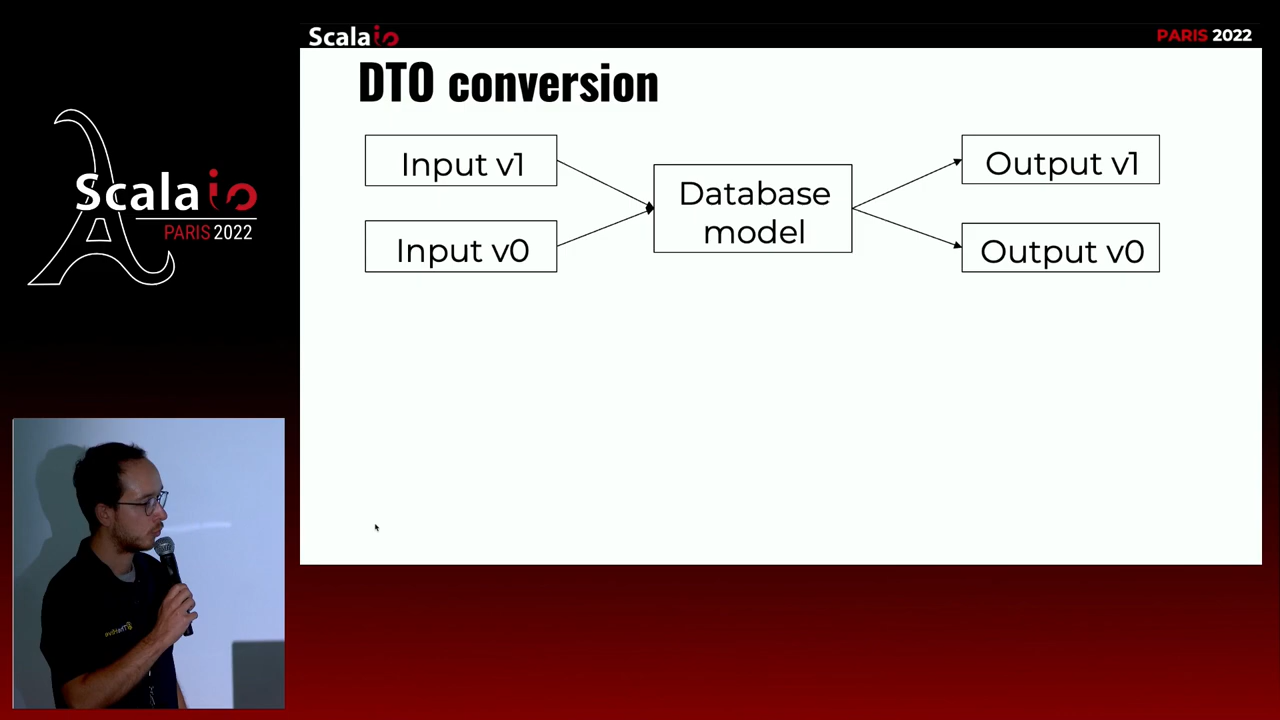 Scalaio
PARIS 2022
DTO conversion
Input v1
Input v0
Database
model
Output v1
Output v0
Scalaio
PARIS 2022